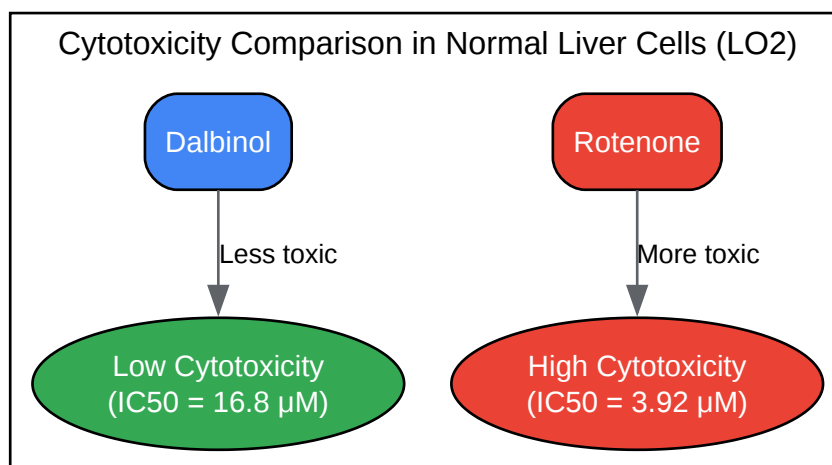 Cytotoxicity Comparison in Normal Liver Cells (LO2)
Dalbinol
Rotenone
Less toxic
More toxic
Low Cytotoxicity
(IC50 = 16.8 μM)
High Cytotoxicity
(IC50 = 3.92 μM)